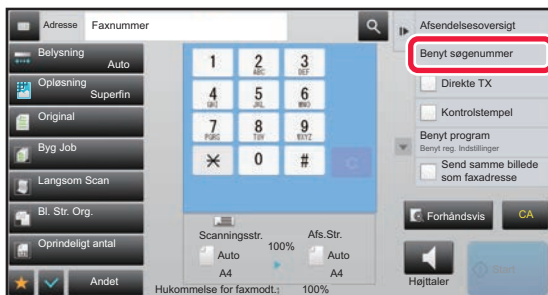 Adresse
Faxnummer
Belysning
Auto
Opløsning
Superfin
Original
Byg Job
Langsom Scan
Bl. Str. Org.
Oprindeligt antal
Andet
1
2
ABC
3
DEF
4
GHI
5
JKL
6
MNO
7
PQRS
8
TUV
9
WXYZ
0
#
C
Scanningsstr.
100%
Afs.Str.
Auto
A4
Auto
A4
Hukommelse for faxmodt.: 100%
Afsendelsesoversigt
Benyt søgenummer
Direkte TX
Kontrolstempel
Benyt program
Benyt reg. Indstillinger
Send samme billede
som faxadresse
Forhåndsvis
CA
Højttaler
Start